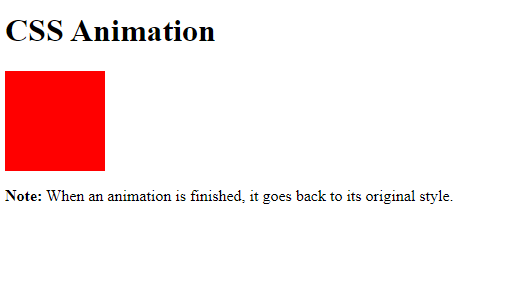 CSS Animation
Note: When an animation is finished, it goes back to its original style.